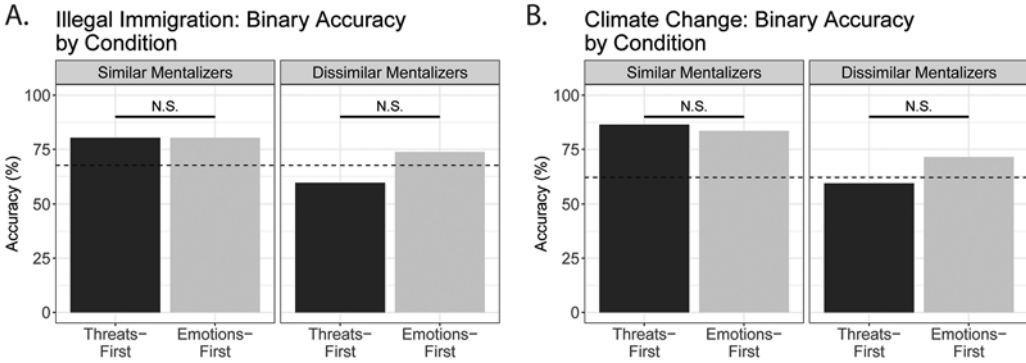 A.
Illegal Immigration: Binary Accuracy
by Condition
Similar Mentalizers
Dissimilar Mentalizers
N.S.
N.S.
Accuracy (%)
100
75
50
25
0
Threats–
First
Emotions–
First
Threats–
First
Emotions–
First
B.
Climate Change: Binary Accuracy
by Condition
Similar Mentalizers
Dissimilar Mentalizers
N.S.
N.S.
Accuracy (%)
100
75
50
25
0
Threats–
First
Emotions–
First
Threats–
First
Emotions–
First